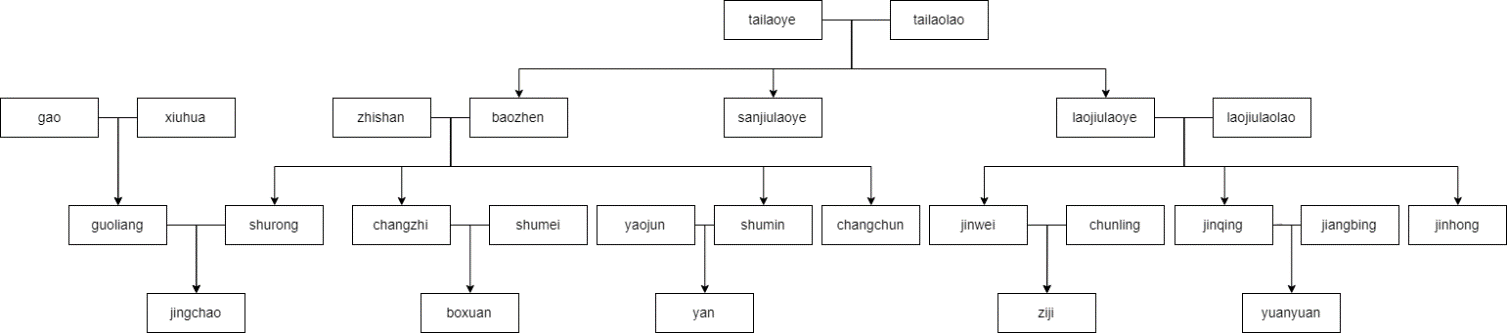 tailaoye
tailaolao
gao
xiuhua
zhishan
baozhen
sanjiulaoye
laojiulaoye
laojiulaolao
guoliang
shurong
changzhi
shumei
yaojun
shumin
changchun
jinwei
chunling
jinqing
jiangbing
jinhong
jingchao
boxuan
yan
ziji
yuanyuan